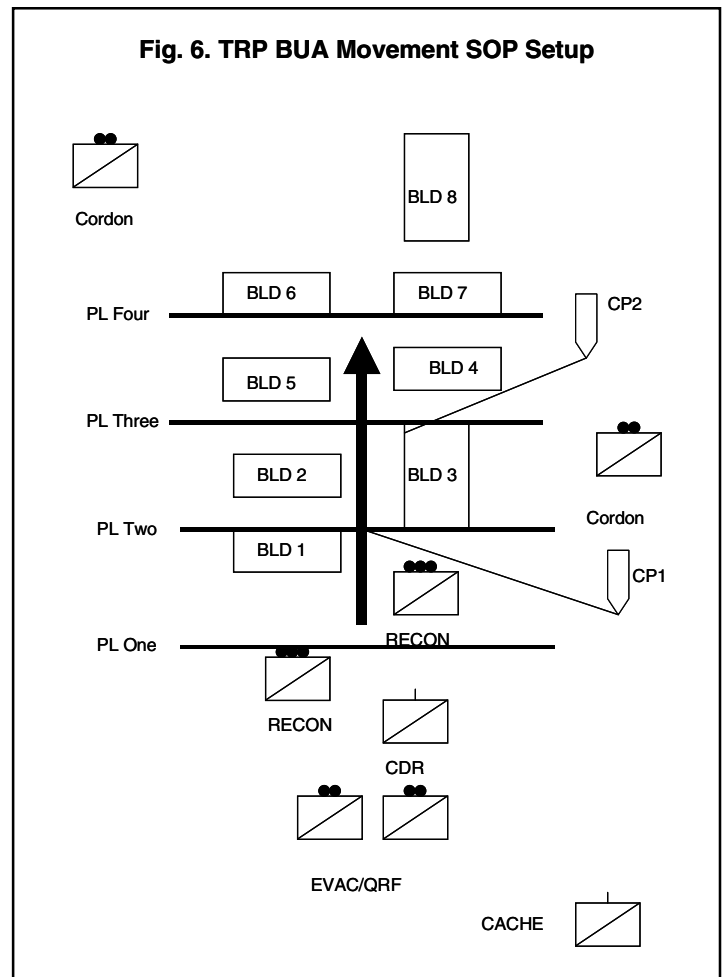 Fig. 6. TRP BUA Movement SOP Setup
BLD 8
Cordon
BLD 6
BLD 7
CP2
PL Four
BLD 4
BLD 5
PL Three
BLD 2
BLD 3
Cordon
PL Two
BLD 1
CP1
RECON
PL One
RECON
CDR
EVAC/QRF
CACHE